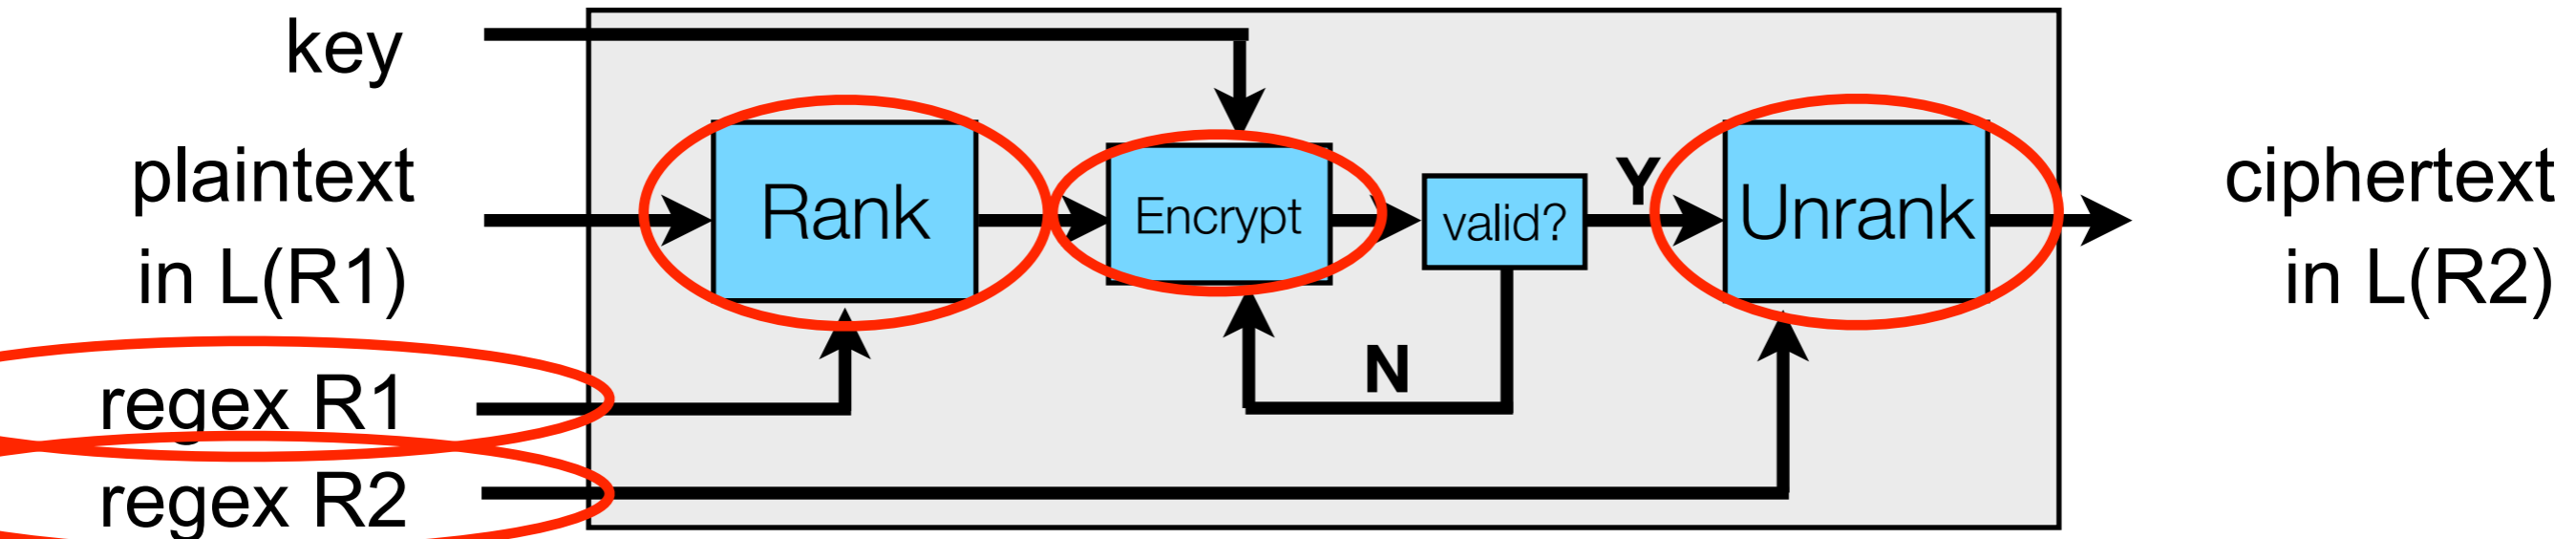 key
plaintext
in L(R1)
regex R1
regex R2
Rank
Encrypt
valid?
Y
N
Unrank
ciphertext
in L(R2)